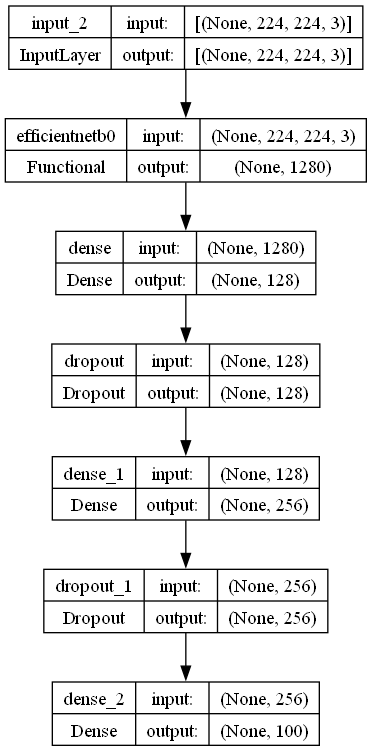 input_2 input: [(None, 224, 224, 3)]
InputLayer output: [(None, 224, 224, 3)]
efficientnetb0 input: (None, 224, 224, 3)
Functional output: (None, 1280)
dense input: (None, 1280)
Dense output: (None, 128)
dropout input: (None, 128)
Dropout output: (None, 128)
dense_1 input: (None, 128)
Dense output: (None, 256)
dropout_1 input: (None, 256)
Dropout output: (None, 256)
dense_2 input: (None, 256)
Dense output: (None, 100)